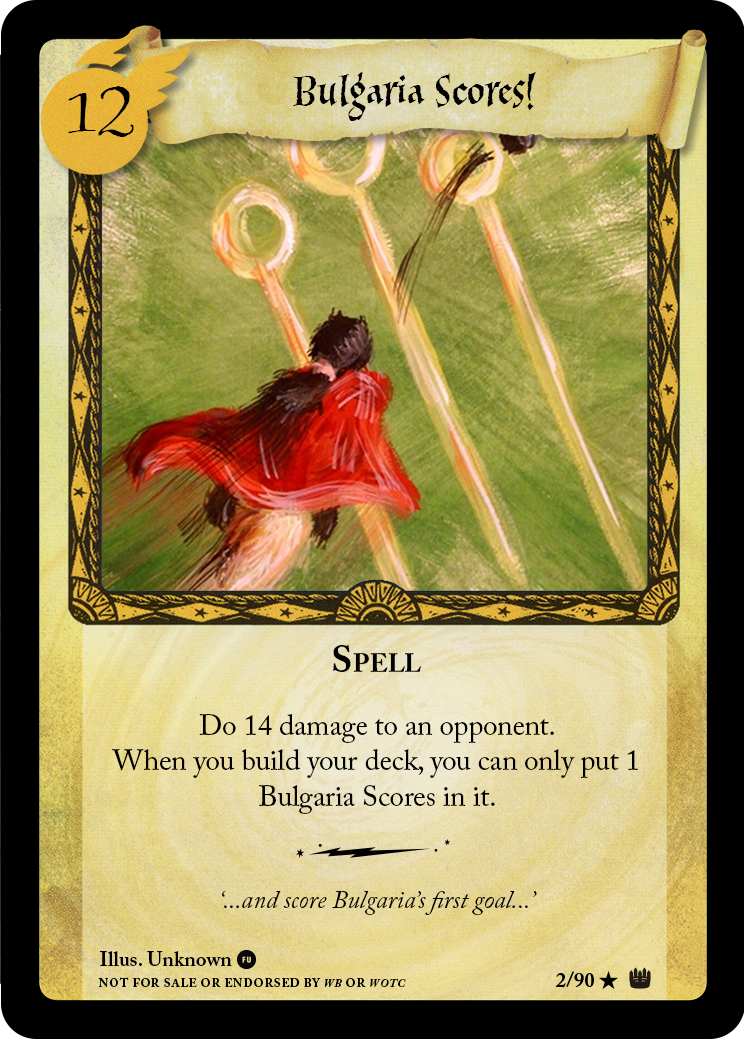 12
Bulgaria Scores!
SPELL
Do 14 damage to an opponent.
When you build your deck, you can only put 1
Bulgaria Scores in it.
‘...and score Bulgaria’s first goal...’
Illus. Unknown FU
NOT FOR SALE OR ENDORSED BY WB OR WOTC
2/90